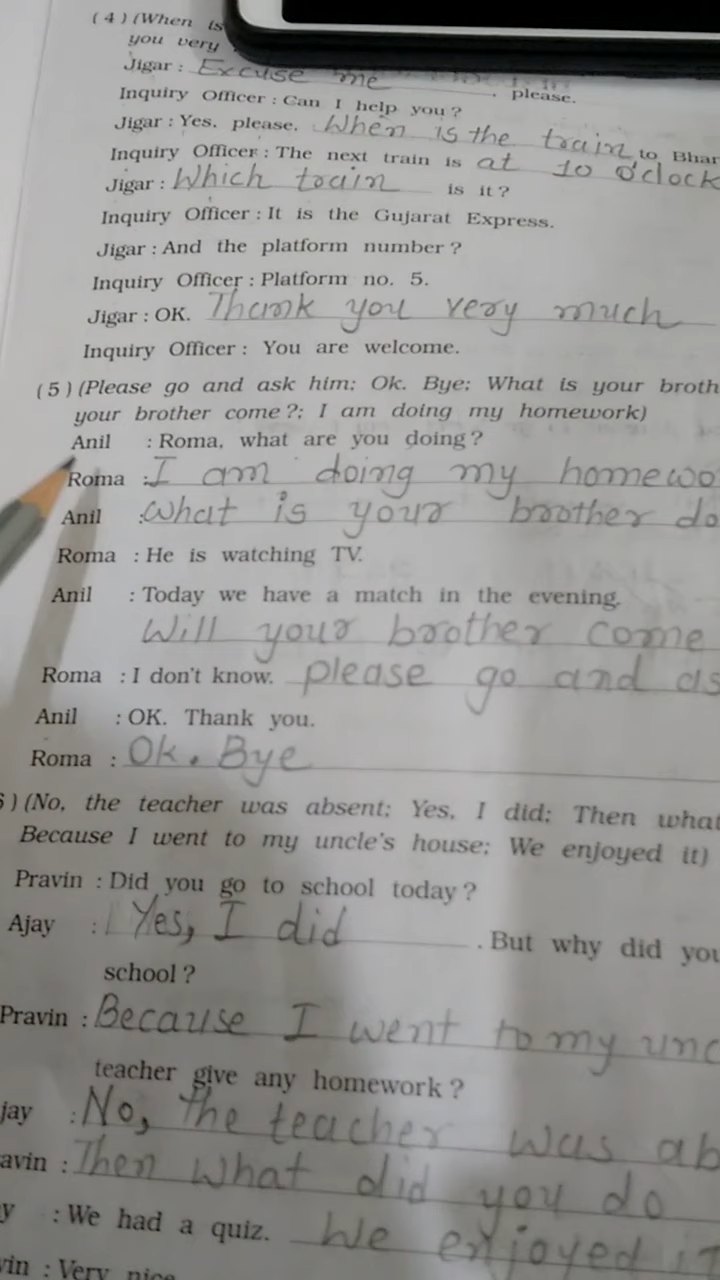 (4) (When is
you very
Jigar : Excuse me . please.
Inquiry Officer : Can I help you ?
Jigar : Yes. please. When is the train to Bhar
Inquiry Officer : The next train is at 10 o'clock
Jigar : Which train is it ?
Inquiry Officer : It is the Gujarat Express.
Jigar : And the platform number ?
Inquiry Officer : Platform no. 5.
Jigar : OK. Thank you very much
Inquiry Officer : You are welcome.
(5) (Please go and ask him; Ok. Bye; What is your broth
your brother come ?; I am doing my homework)
Anil : Roma, what are you doing ?
Roma : I am doing my homewo
Anil : What is your brother do
Roma : He is watching TV.
Anil : Today we have a match in the evening.
Will your brother come
Roma : I don't know. please go and as
Anil : OK. Thank you.
Roma : Ok. Bye
6) (No, the teacher was absent; Yes, I did; Then what
Because I went to my uncle's house; We enjoyed it)
Pravin : Did you go to school today ?
Ajay : Yes, I did . But why did you
school ?
Pravin : Because I went to my unc
teacher give any homework ?
jay : No, the teacher was ab
avin : Then what did you do
y : We had a quiz. We enjoyed it
vin : Very nice